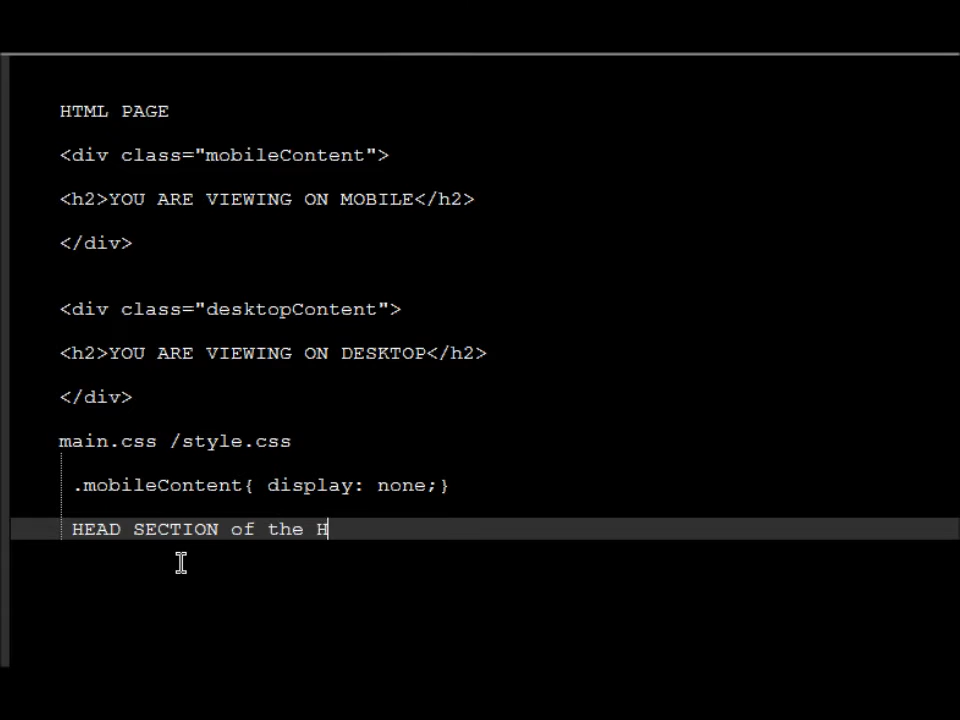 HTML PAGE
<div class="mobileContent">
<h2>YOU ARE VIEWING ON MOBILE</h2>
</div>
<div class="desktopContent">
<h2>YOU ARE VIEWING ON DESKTOP</h2>
</div>
main.css /style.css
.mobileContent{ display: none;}
HEAD SECTION of the H